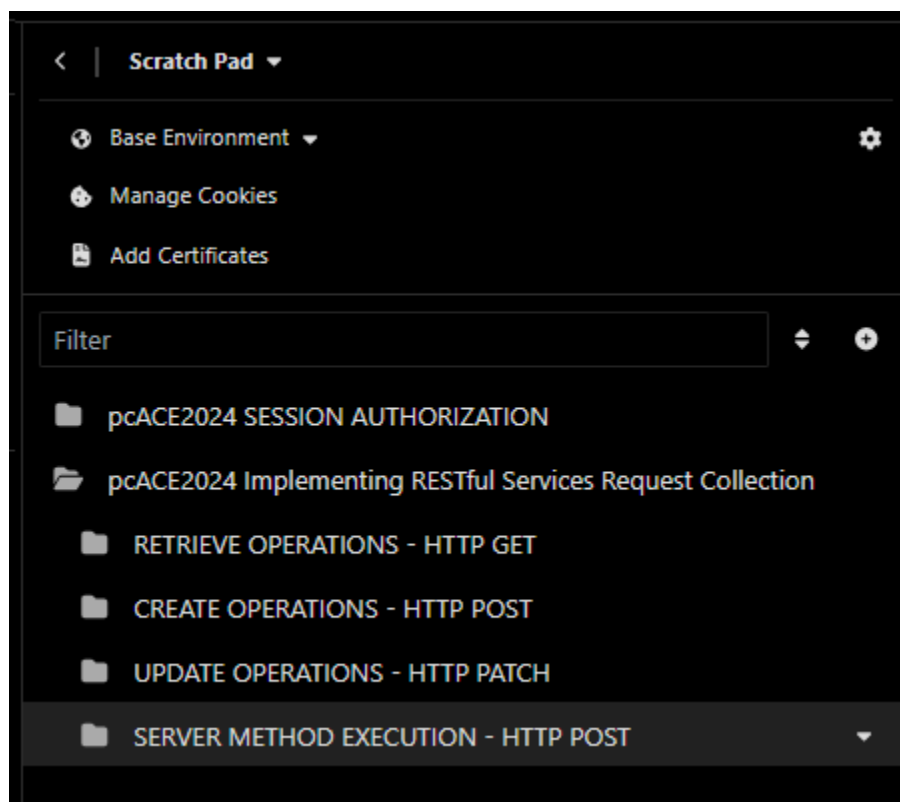 Scratch Pad
Base Environment
Manage Cookies
Add Certificates
Filter
pcACE2024 SESSION AUTHORIZATION
pcACE2024 Implementing RESTful Services Request Collection
RETRIEVE OPERATIONS - HTTP GET
CREATE OPERATIONS - HTTP POST
UPDATE OPERATIONS - HTTP PATCH
SERVER METHOD EXECUTION - HTTP POST